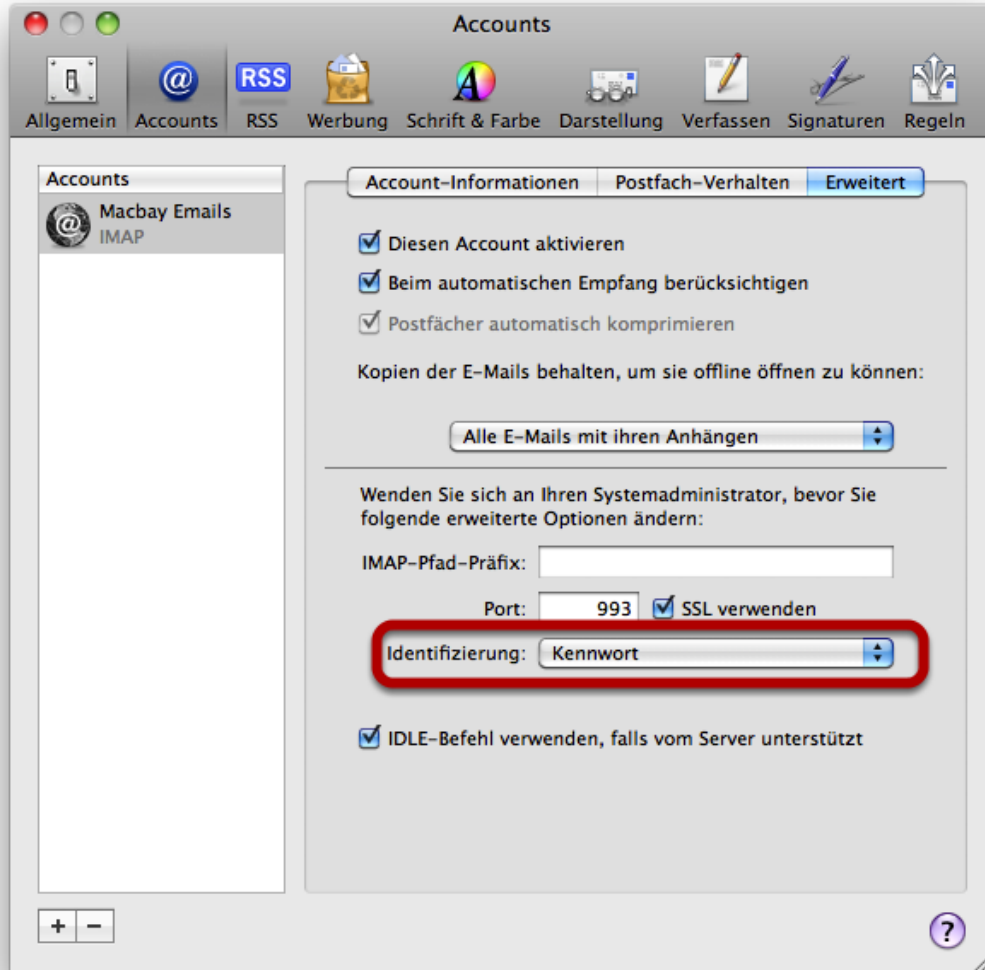 Accounts
Allgemein Accounts RSS Werbung Schrift & Farbe Darstellung Verfassen Signaturen Regeln
Accounts
Macbay Emails
IMAP
Account-Informationen Postfach-Verhalten Erweitert
Diesen Account aktivieren
Beim automatischen Empfang berücksichtigen
Postfächer automatisch komprimieren
Kopien der E-Mails behalten, um sie offline öffnen zu können:
Alle E-Mails mit ihren Anhängen
Wenden Sie sich an Ihren Systemadministrator, bevor Sie
folgende erweiterte Optionen ändern:
IMAP-Pfad-Präfix:
Port: 993 SSL verwenden
Identifizierung: Kennwort
IDLE-Befehl verwenden, falls vom Server unterstützt
+ − ?